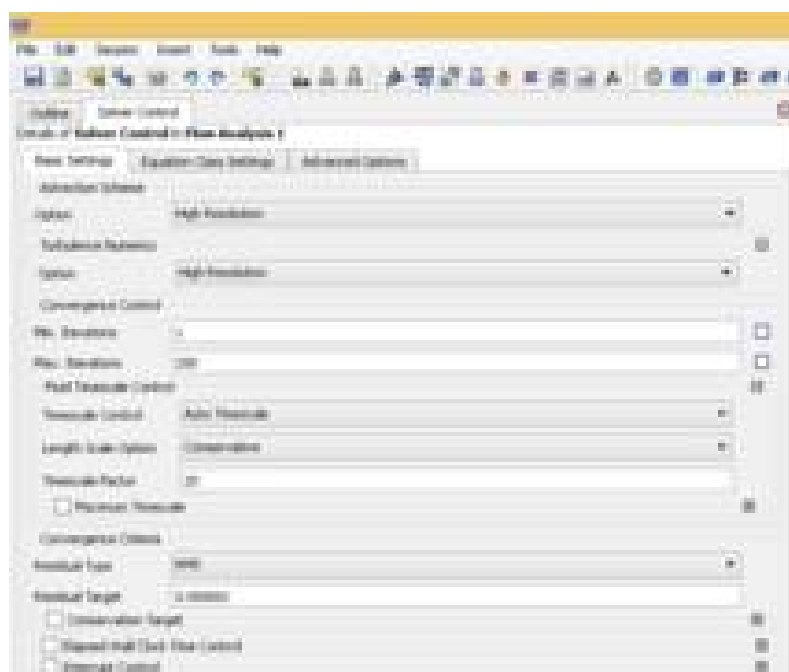 File Edit Session Insert Tools Help
Outline Solver Control
Details of Solver Control in Flow Analysis 1
Basic Settings Equation Class Settings Advanced Options
Advection Scheme
Option High Resolution
Turbulence Numerics
Option High Resolution
Convergence Control
Min. Iterations 1
Max. Iterations
Fluid Timescale Control
Timescale Control Auto Timescale
Length Scale Option Conservative
Timescale Factor
Maximum Timescale
Convergence Criteria
Residual Type RMS
Residual Target
Conservation Target
Elapsed Wall Clock Time Control
Interrupt Control